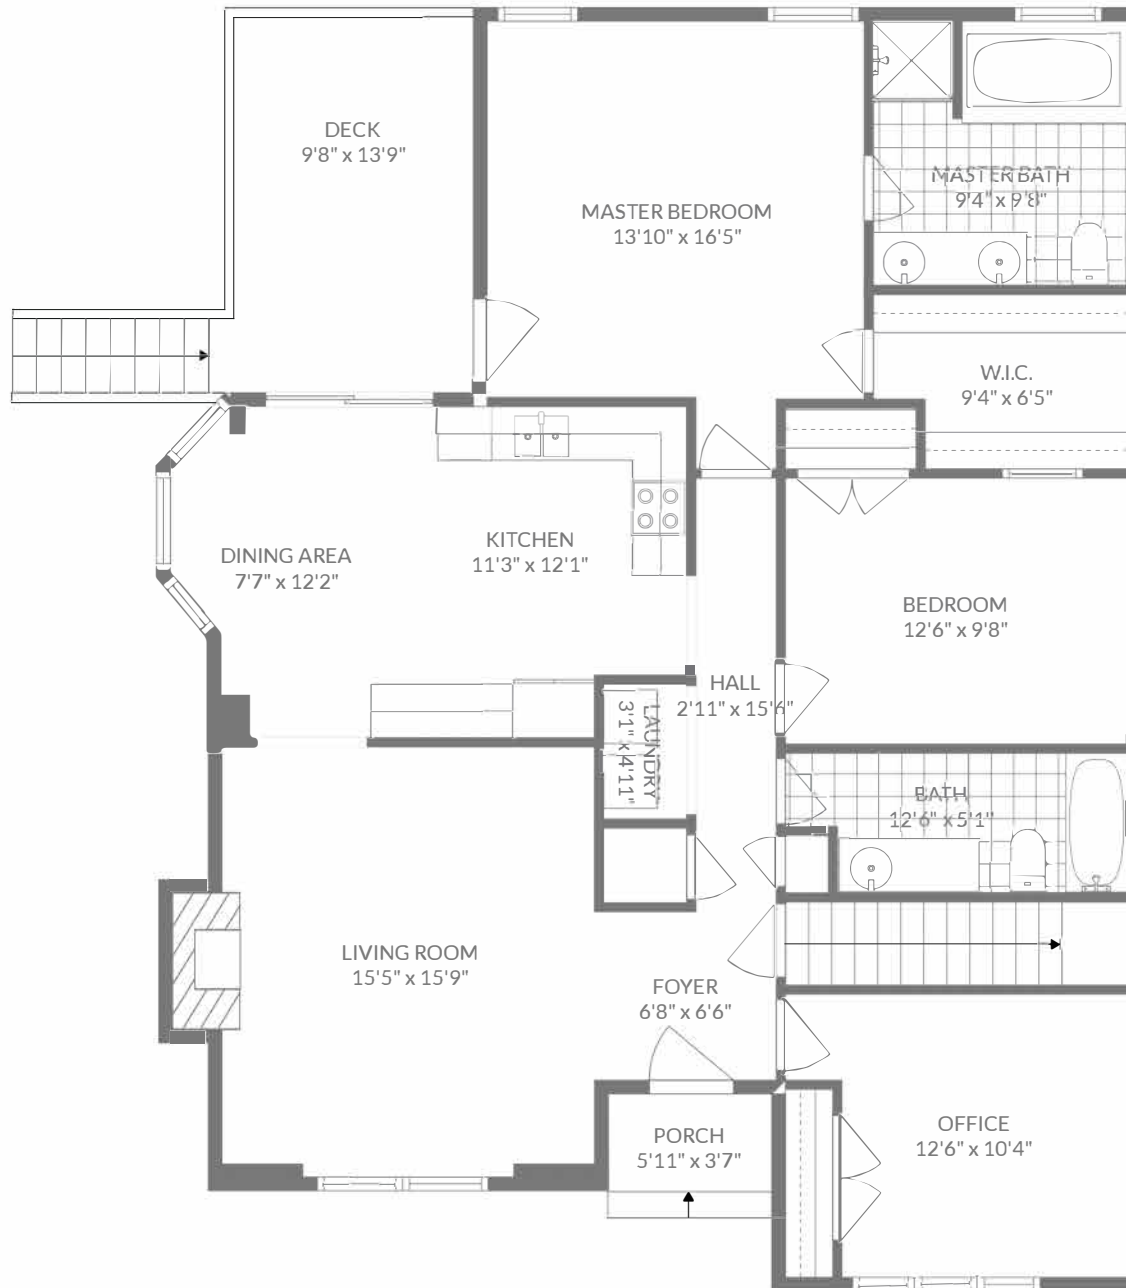 DECK
9'8" x 13'9"
MASTER BEDROOM
13'10" x 16'5"
MASTER BATH
9'4" x 9'8"
W.I.C.
9'4" x 6'5"
DINING AREA
7'7" x 12'2"
KITCHEN
11'3" x 12'1"
BEDROOM
12'6" x 9'8"
HALL
2'11" x 15'6"
LAUNDRY
3'1" x 4'11"
BATH
12'6" x 5'1"
LIVING ROOM
15'5" x 15'9"
FOYER
6'8" x 6'6"
PORCH
5'11" x 3'7"
OFFICE
12'6" x 10'4"